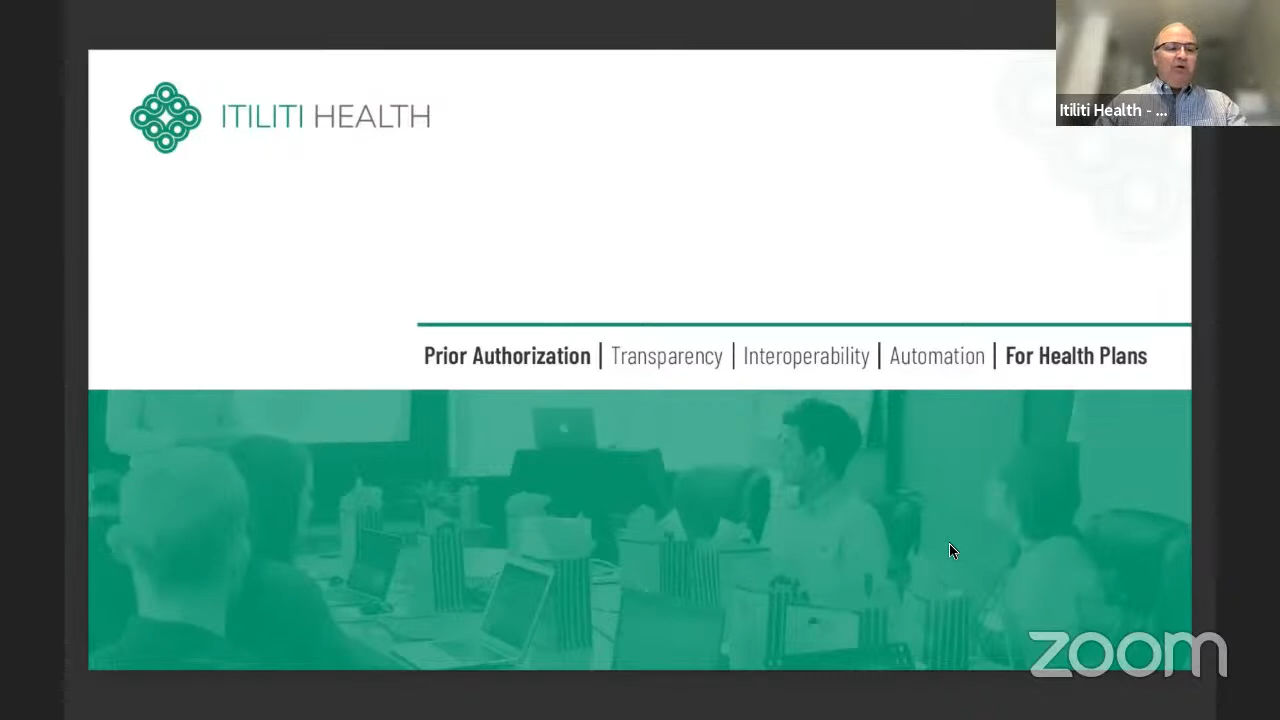 ITILITI HEALTH
Itiliti Health - ...
Prior Authorization | Transparency | Interoperability | Automation | For Health Plans
zoom